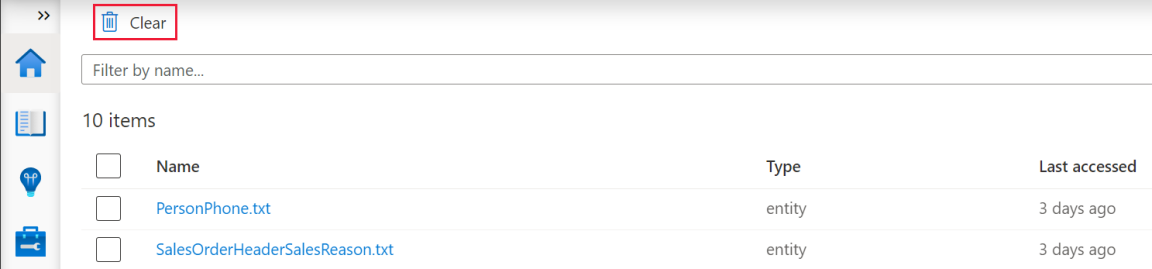 »
Clear
Filter by name...
10 items
Name Type Last accessed
PersonPhone.txt entity 3 days ago
SalesOrderHeaderSalesReason.txt entity 3 days ago